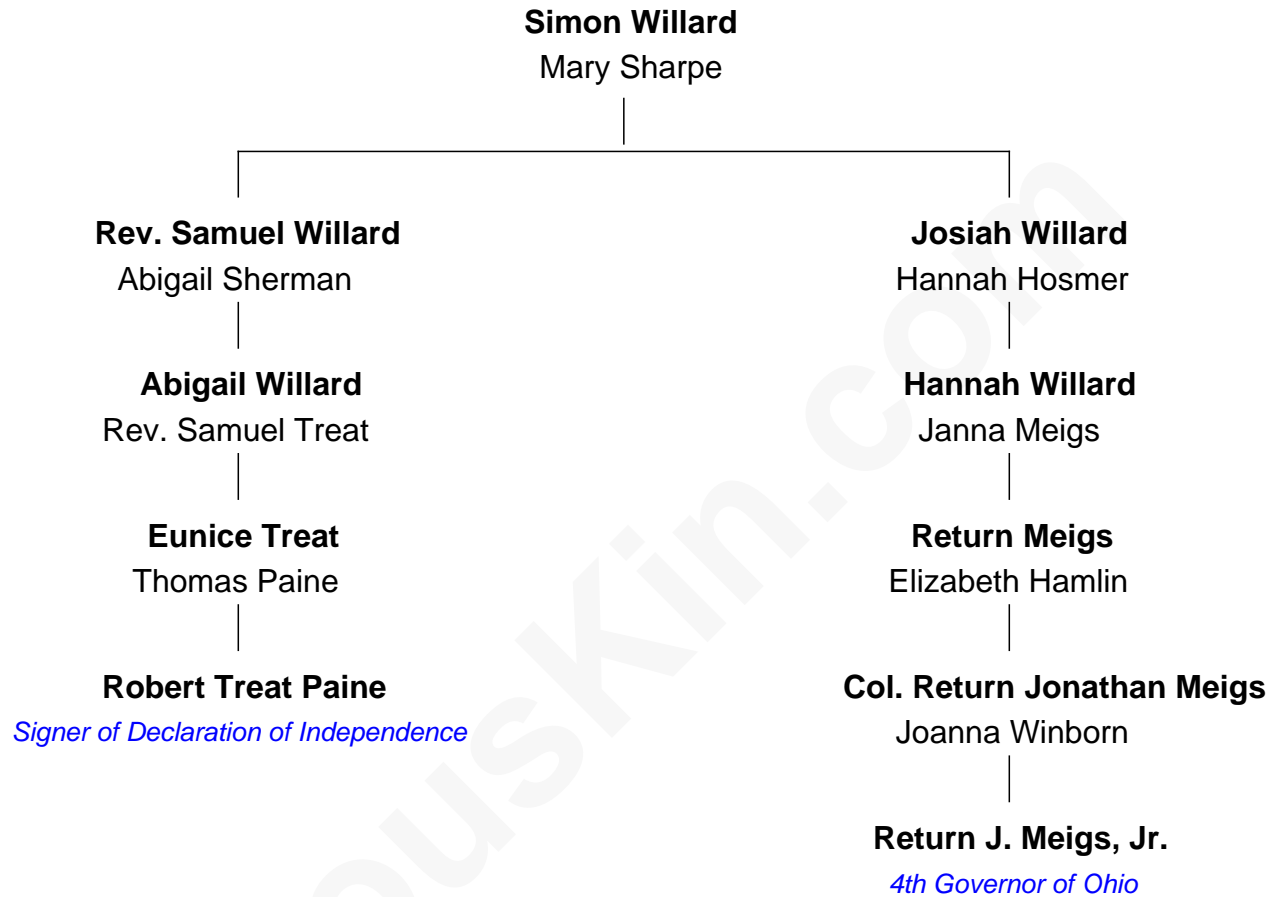 Simon Willard
Mary Sharpe
Rev. Samuel Willard
Abigail Sherman
Abigail Willard
Rev. Samuel Treat
Eunice Treat
Thomas Paine
Robert Treat Paine
Signer of Declaration of Independence
Josiah Willard
Hannah Hosmer
Hannah Willard
Janna Meigs
Return Meigs
Elizabeth Hamlin
Col. Return Jonathan Meigs
Joanna Winborn
Return J. Meigs, Jr.
4th Governor of Ohio
ousKin.com